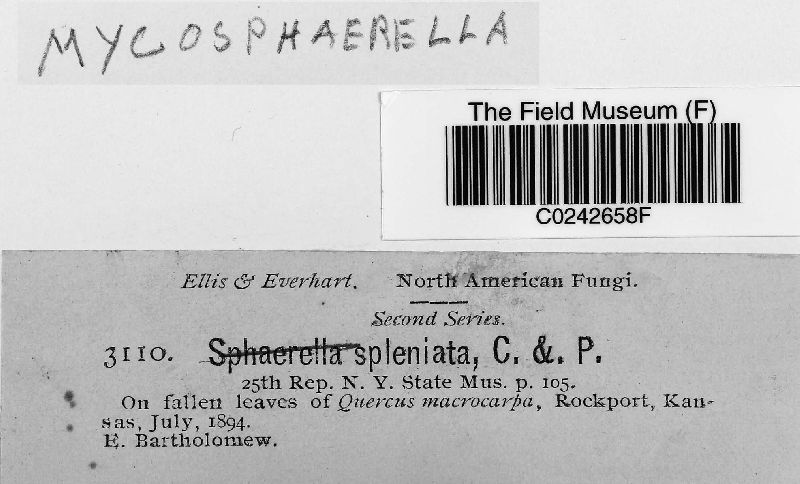 MYCOSPHAERELLA
The Field Museum (F)
C0242658F
Ellis & Everhart. North American Fungi.
Second Series.
3110. Sphaerella spleniata, C. &. P.
25th Rep. N. Y. State Mus. p. 105.
On fallen leaves of Quercus macrocarpa, Rockport, Kan-
sas, July, 1894.
E. Bartholomew.